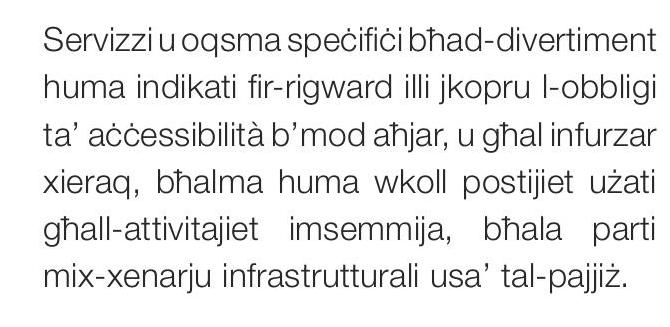 Servizzi u oqsma speċifiċi bħad-divertiment
huma indikati fir-rigward illi jkopru l-obbligi
ta’ aċċessibilità b’mod aħjar, u għal infurzar
xieraq, bħalma huma wkoll postijiet użati
għall-attivitajiet imsemmija, bħala parti
mix-xenarju infrastrutturali usa’ tal-pajjiż.